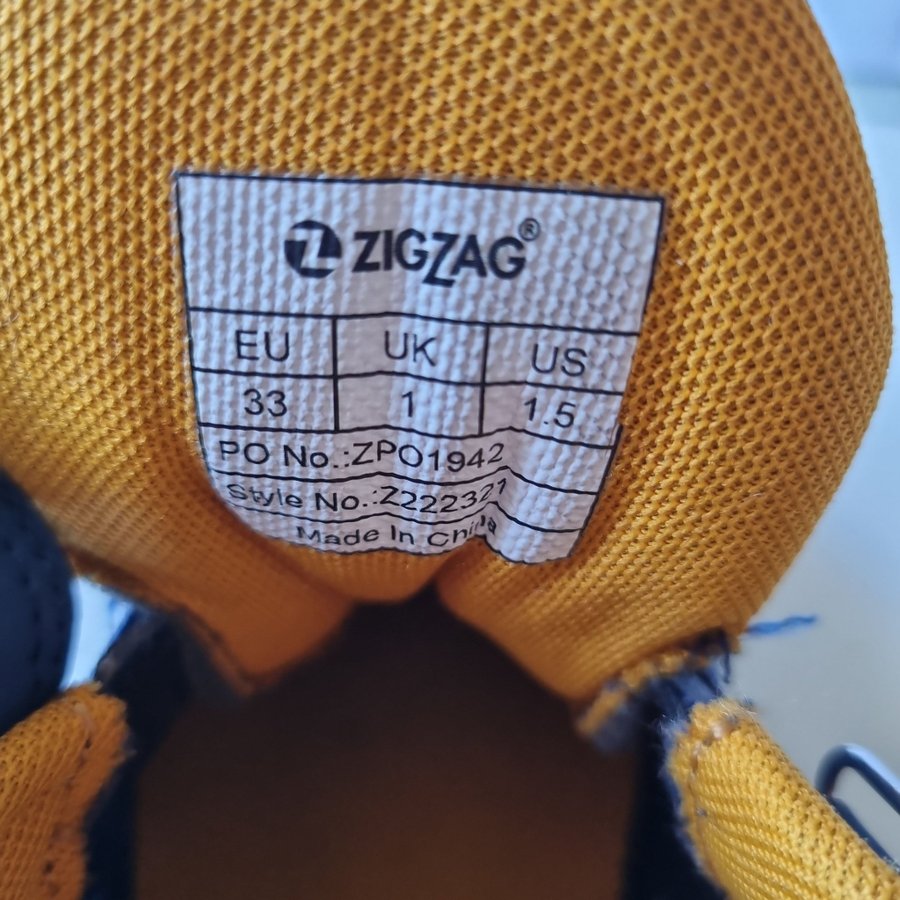 Z ZIGZAG®
EU UK US
33 1 1.5
PO No.:ZPO1942
Style No.:Z222321
Made In China